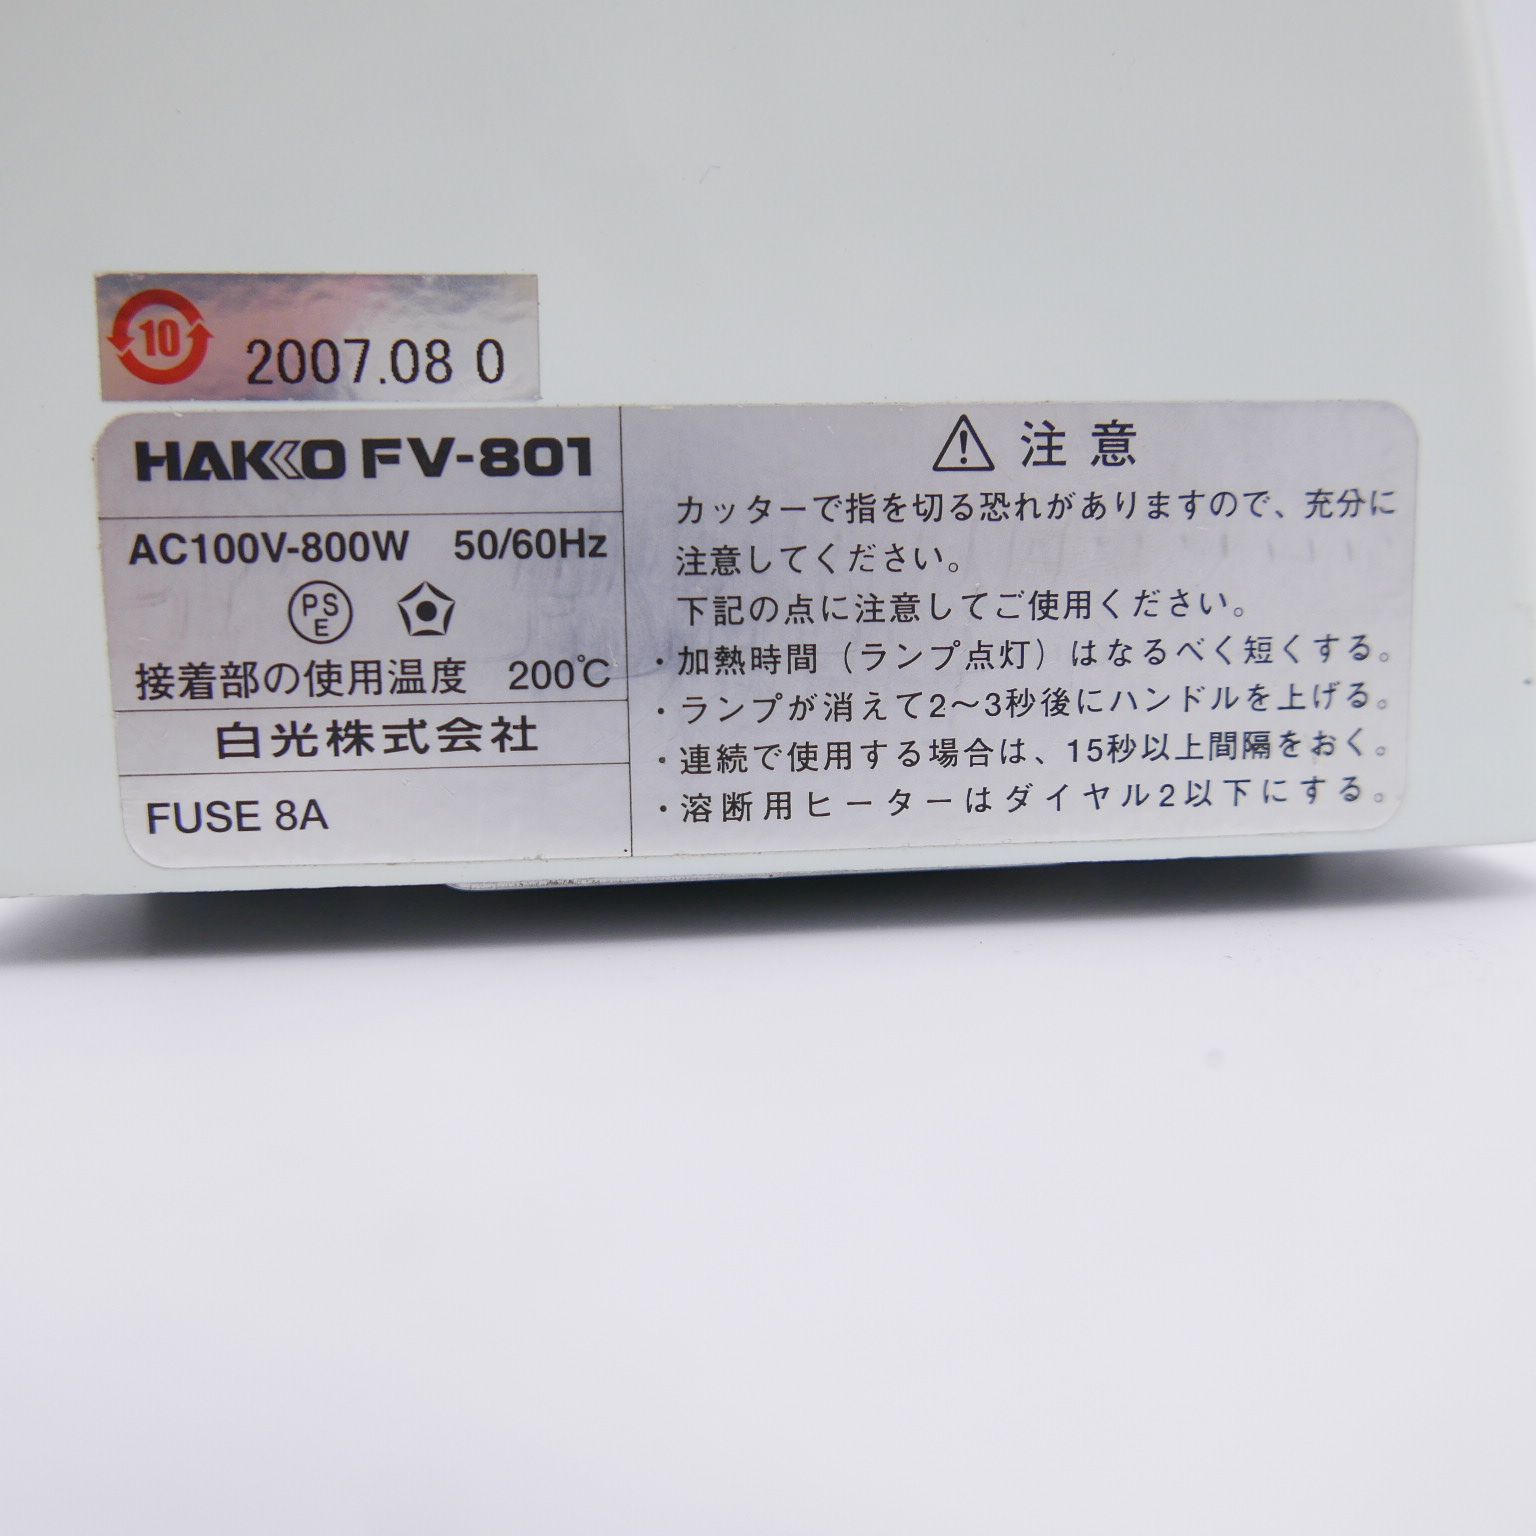 10
2007.08 0
HAKKO FV-801
AC100V-800W 50/60Hz
PSE
接着部の使用温度 200℃
白光株式会社
FUSE 8A
注意
カッターで指を切る恐れがありますので、充分に
注意してください。
下記の点に注意してご使用ください。
・加熱時間（ランプ点灯）はなるべく短くする。
・ランプが消えて2〜3秒後にハンドルを上げる。
・連続で使用する場合は、15秒以上間隔をおく。
・溶断用ヒーターはダイヤル2以下にする。